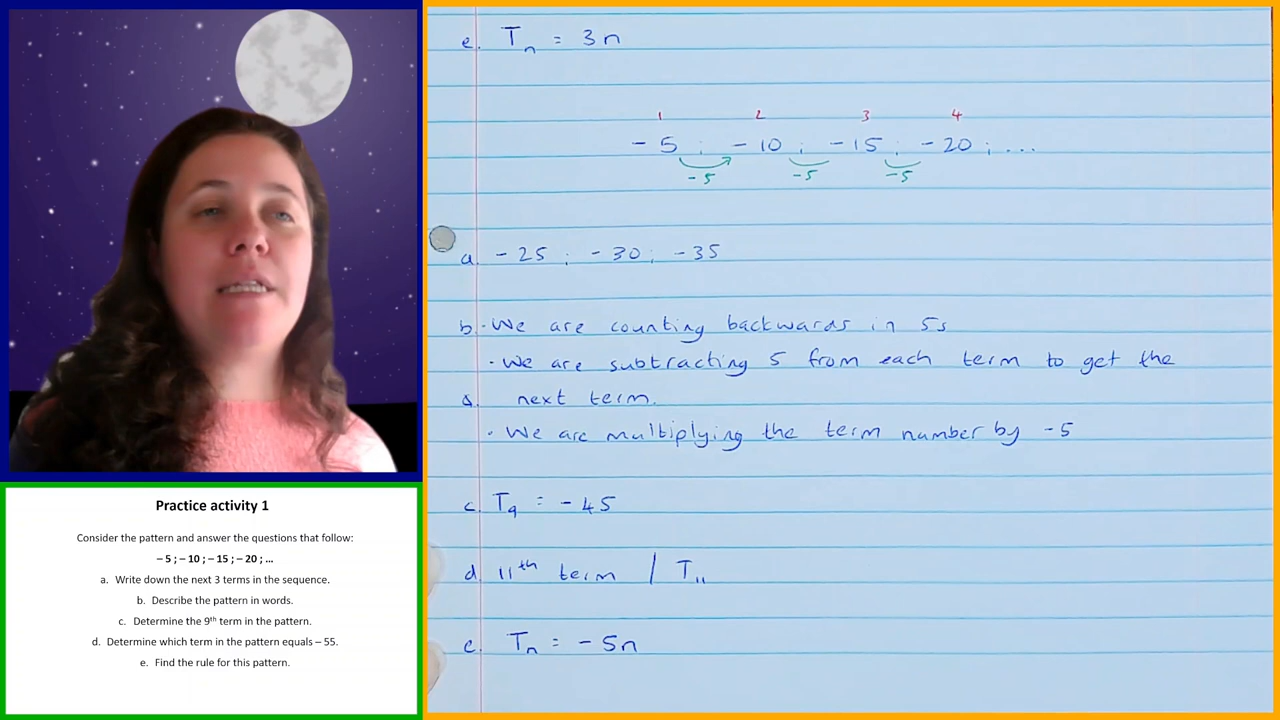 e. Tn = 3n
1 2 3 4
- 5 ; - 10 ; - 15 ; - 20 ; ...
-5 -5 -5
a. - 25 ; - 30 ; - 35
b. · We are counting backwards in 5s
· We are subtracting 5 from each term to get the
next term.
· We are multiplying the term number by -5
c. T9 = - 45
d. 11th term / T11
e. Tn = - 5n
Practice activity 1
Consider the pattern and answer the questions that follow:
– 5 ; – 10 ; – 15 ; – 20 ; ...
a. Write down the next 3 terms in the sequence.
b. Describe the pattern in words.
c. Determine the 9th term in the pattern.
d. Determine which term in the pattern equals – 55.
e. Find the rule for this pattern.